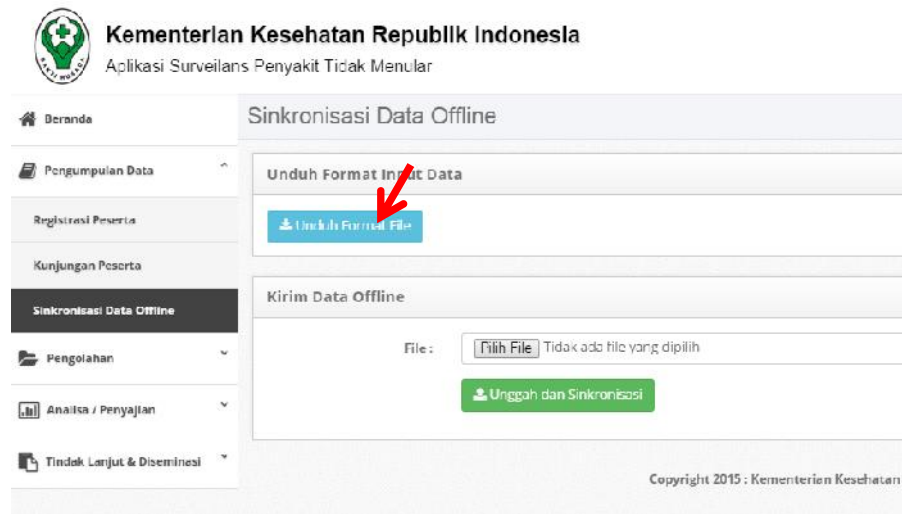 Kementerian Kesehatan Republik Indonesia
Aplikasi Surveilans Penyakit Tidak Menular
Beranda
Pengumpulan Data
Registrasi Peserta
Kunjungan Peserta
Sinkronisasi Data Offline
Pengolahan
Analisa / Penyajian
Tindak Lanjut & Diseminasi
Sinkronisasi Data Offline
Unduh Format Input Data
Unduh Format File
Kirim Data Offline
File :
Pilih File Tidak ada file yang dipilih
Unggah dan Sinkronisasi
Copyright 2015 : Kementerian Kesehatan